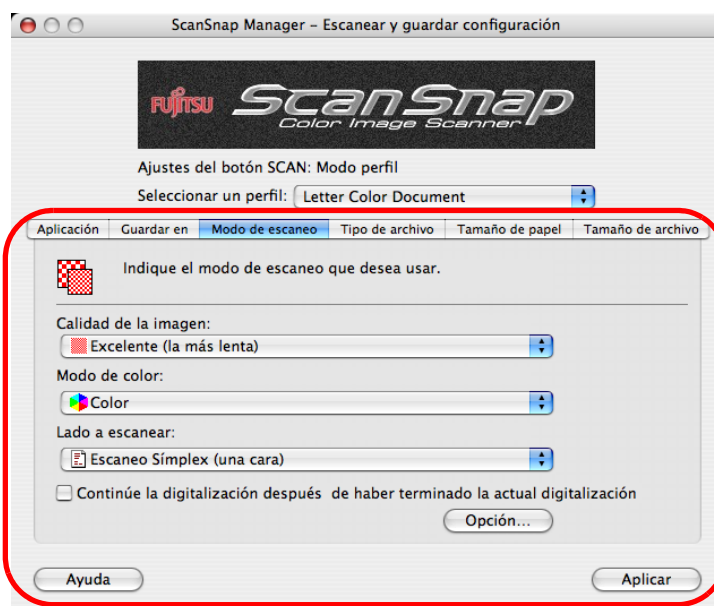 ScanSnap Manager – Escanear y guardar configuración
FUJITSU ScanSnap
Color Image Scanner
Ajustes del botón SCAN: Modo perfil
Seleccionar un perfil: Letter Color Document
Aplicación Guardar en Modo de escaneo Tipo de archivo Tamaño de papel Tamaño de archivo
Indique el modo de escaneo que desea usar.
Calidad de la imagen:
Excelente (la más lenta)
Modo de color:
Color
Lado a escanear:
Escaneo Símplex (una cara)
Continúe la digitalización después de haber terminado la actual digitalización
Opción...
Ayuda Aplicar